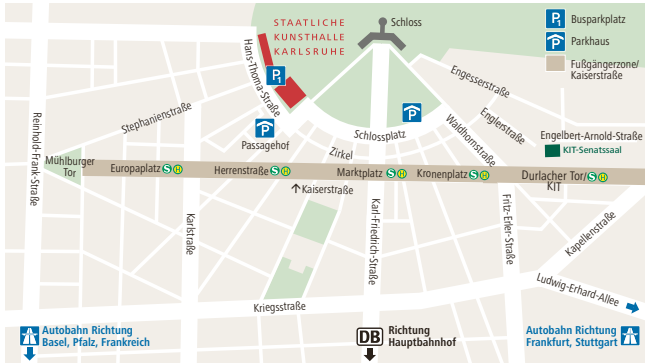 STAATLICHE
KUNSTHALLE
KARLSRUHE
Schloss
P1
Busparkplatz
P
Parkhaus
Fußgängerzone/
Kaiserstraße
Hans-Thoma-Straße
P1
Engesserstraße
Reinhold-Frank-Straße
Stephanienstraße
P
Passagehof
P
Schlossplatz
Waldhornstraße
Englerstraße
Engelbert-Arnold-Straße
KIT-Senatssaal
Zirkel
Mühlburger
Tor
Europaplatz S H
Herrenstraße S H
Marktplatz S H
Kronenplatz S H
Durlacher Tor/ S H
KIT
Kaiserstraße
Karlstraße
Karl-Friedrich-Straße
Fritz-Erler-Straße
Kapellenstraße
Ludwig-Erhard-Allee
Kriegsstraße
Autobahn Richtung
Basel, Pfalz, Frankreich
DB
Richtung
Hauptbahnhof
Autobahn Richtung
Frankfurt, Stuttgart